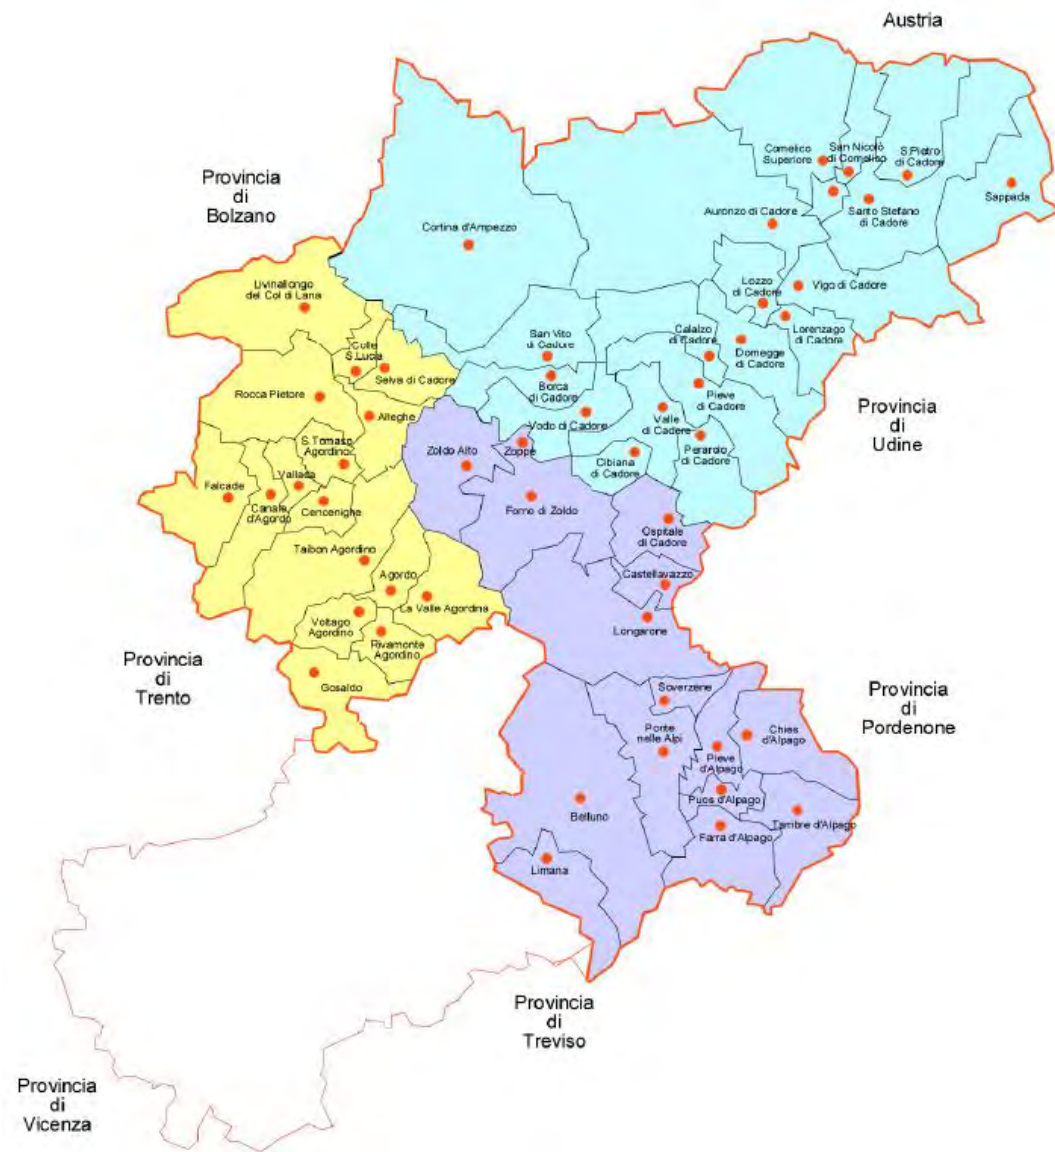 Austria
Provincia
di
Bolzano
Comelico
Superiore
San Nicolò
di Comelico
S.Pietro
di Cadore
Sappada
Santo Stefano
di Cadore
Auronzo di Cadore
Cortina d'Ampezzo
Livinallongo
del Col di Lana
Lozzo
di Cadore
Vigo di Cadore
Lorenzago
di Cadore
San Vito
di Cadore
Calalzo
di Cadore
Domegge
di Cadore
Colle
S.Lucia
Selva di Cadore
Borca
di Cadore
Pieve
di Cadore
Rocca Pietore
Alleghe
Vodo di Cadore
Valle
di Cadore
Provincia
di
Udine
S.Tomaso
Agordino
Zoldo Alto
Zoppè
Cibiana
di Cadore
Perarolo
di Cadore
Falcade
Canale
d'Agordo
Vallada
Cencenighe
Forno di Zoldo
Ospitale
di Cadore
Taibon Agordino
Agordo
La Valle Agordina
Castellavazzo
Voltago
Agordino
Rivamonte
Agordino
Longarone
Provincia
di
Trento
Gosaldo
Soverzene
Provincia
di
Pordenone
Ponte
nelle Alpi
Pieve
d'Alpago
Chies
d'Alpago
Belluno
Puos d'Alpago
Tambre d'Alpago
Farra d'Alpago
Limana
Provincia
di
Treviso
Provincia
di
Vicenza